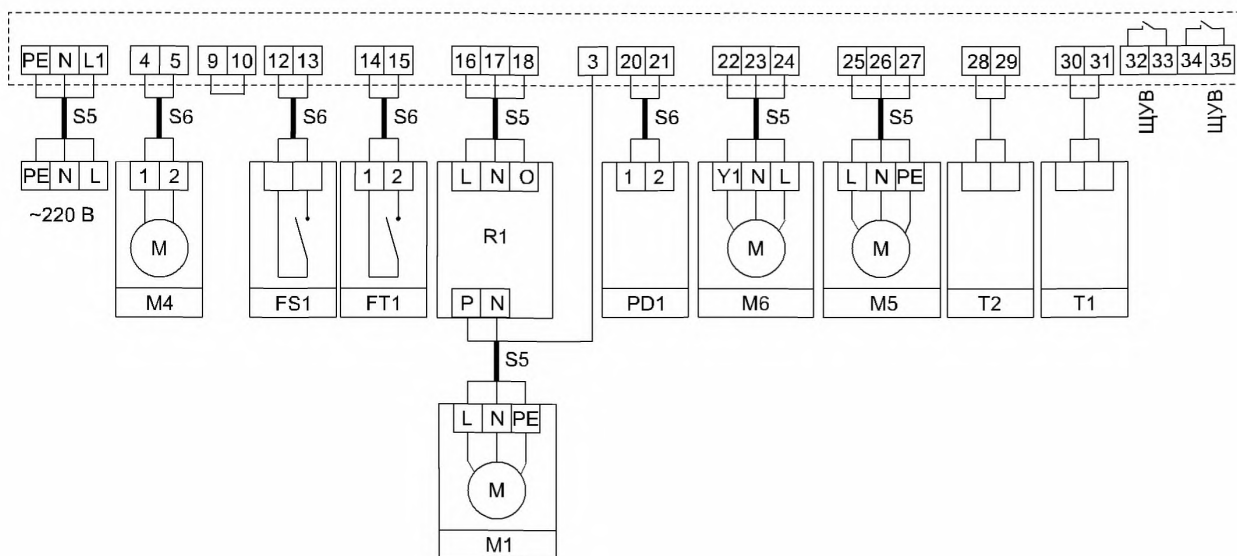 PE N L1 4 5 9 10 12 13 14 15 16 17 18 3 20 21 22 23 24 25 26 27 28 29 30 31 32 33 34 35
S5 S6 S6 S6 S5 S6 S5 S5 ЩУВ ЩУВ
PE N L 1 2 1 2 L N O 1 2 Y1 N L L N PE
~220 В
M R1 M M
P N
M4 FS1 FT1 PD1 M6 M5 T2 T1
S5
L N PE
M
M1